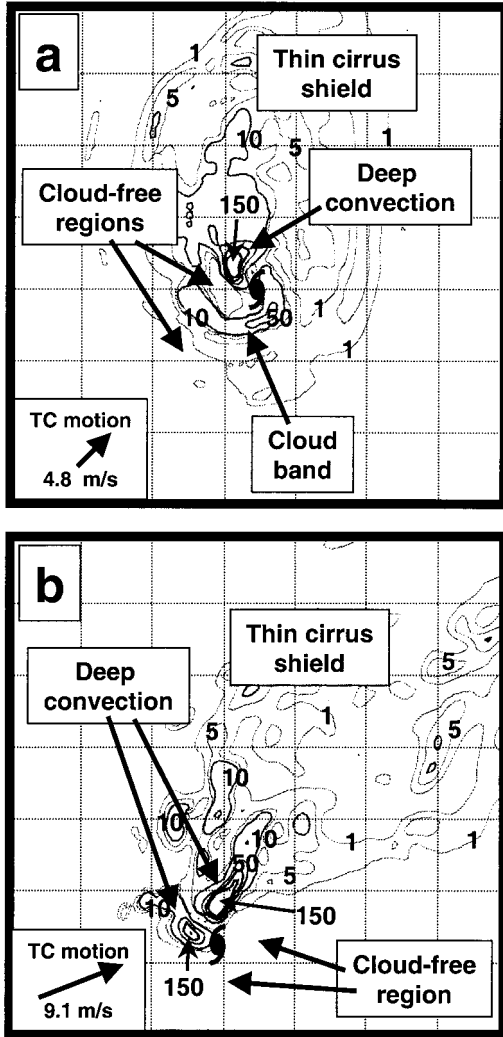 a
1
Thin cirrus
shield
5
10
5
1
Cloud-free
regions
Deep
convection
150
10
50
1
1
TC motion
4.8 m/s
Cloud
band
b
Thin cirrus
shield
5
Deep
convection
1
5
5
10
10
10
50
1
1
5
10
150
TC motion
150
9.1 m/s
Cloud-free
region